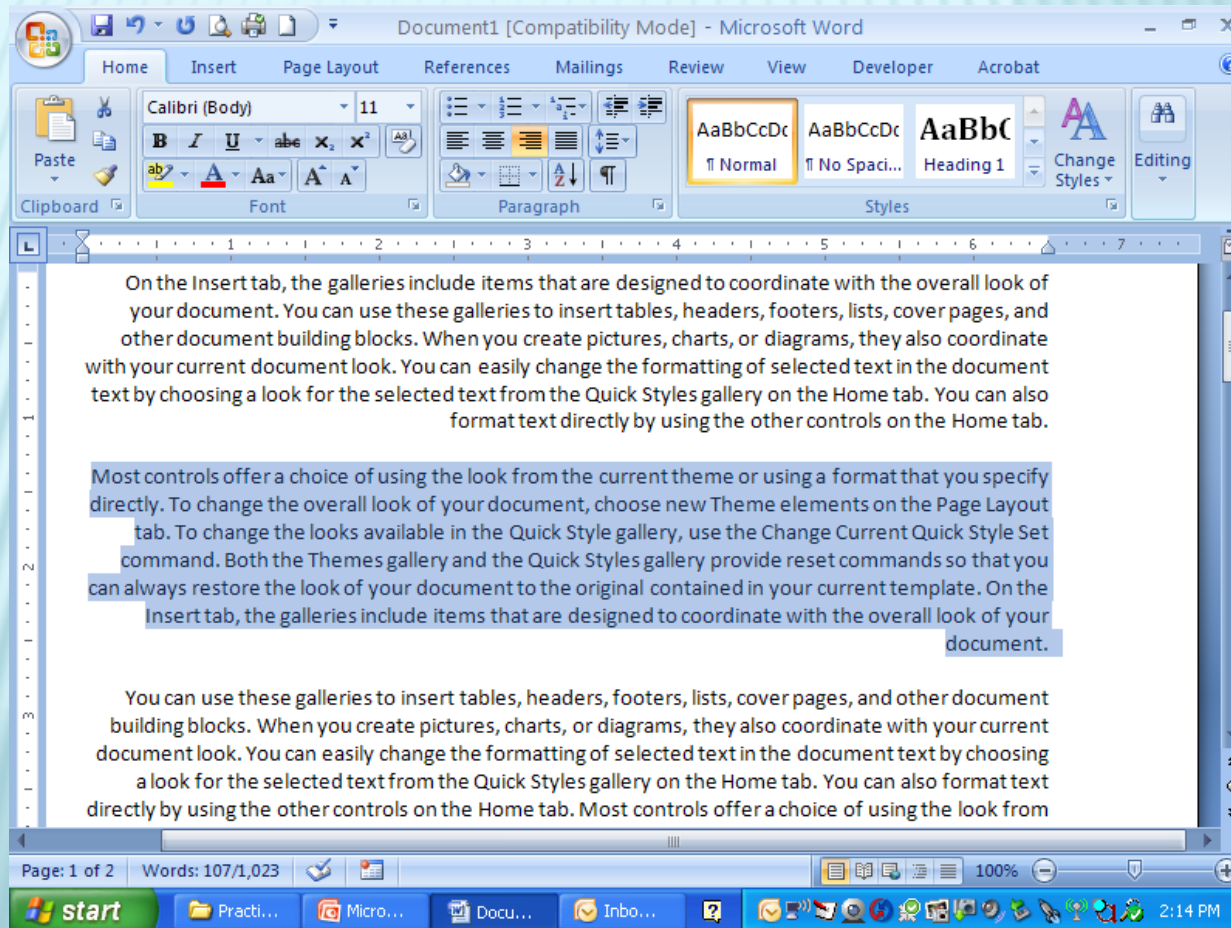 Document1 [Compatibility Mode] - Microsoft Word
Home Insert Page Layout References Mailings Review View Developer Acrobat
Calibri (Body) 11
AaBbCcDc AaBbCcDc AaBbC
Paste
B I U abc x₂ x² Aa
ab A Aa A A
¶ Normal ¶ No Spaci... Heading 1
Change Styles
Editing
Clipboard Font Paragraph Styles
L 1 2 3 4 5 6 7
On the Insert tab, the galleries include items that are designed to coordinate with the overall look of
your document. You can use these galleries to insert tables, headers, footers, lists, cover pages, and
other document building blocks. When you create pictures, charts, or diagrams, they also coordinate
with your current document look. You can easily change the formatting of selected text in the document
text by choosing a look for the selected text from the Quick Styles gallery on the Home tab. You can also
format text directly by using the other controls on the Home tab.
Most controls offer a choice of using the look from the current theme or using a format that you specify
directly. To change the overall look of your document, choose new Theme elements on the Page Layout
tab. To change the looks available in the Quick Style gallery, use the Change Current Quick Style Set
command. Both the Themes gallery and the Quick Styles gallery provide reset commands so that you
can always restore the look of your document to the original contained in your current template. On the
Insert tab, the galleries include items that are designed to coordinate with the overall look of your
document.
You can use these galleries to insert tables, headers, footers, lists, cover pages, and other document
building blocks. When you create pictures, charts, or diagrams, they also coordinate with your current
document look. You can easily change the formatting of selected text in the document text by choosing
a look for the selected text from the Quick Styles gallery on the Home tab. You can also format text
directly by using the other controls on the Home tab. Most controls offer a choice of using the look from
Page: 1 of 2 Words: 107/1,023 100%
start Practi... Micro... Docu... Inbo... 2:14 PM